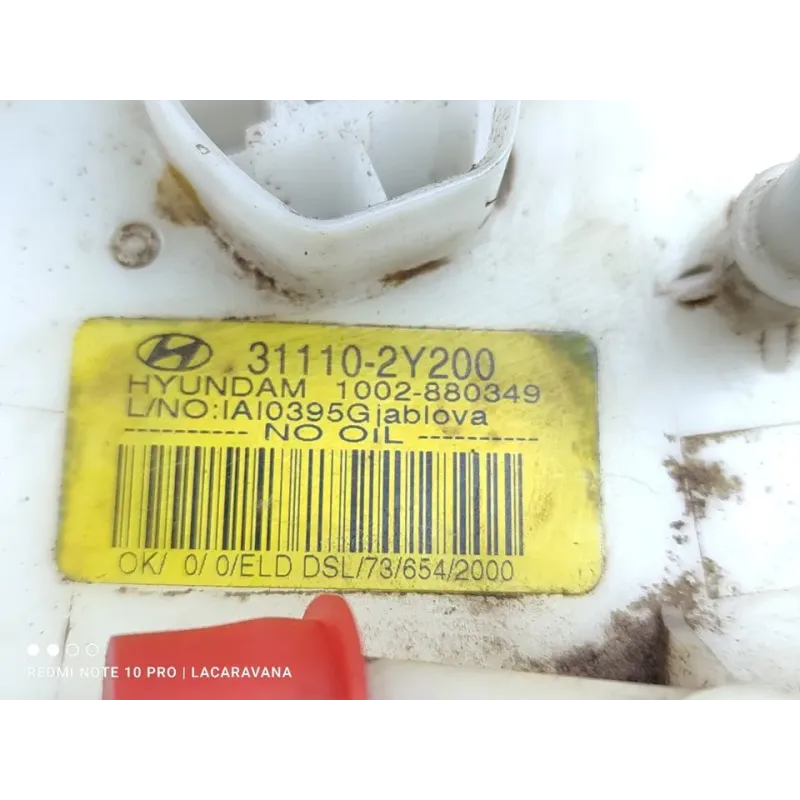 31110-2Y200
HYUNDAM 1002-880349
L/NO:IAI0395Gjablova
---------- NO OIL ----------
OK/ 0/ 0/ELD DSL/73/654/2000
REDMI NOTE 10 PRO | LACARAVANA